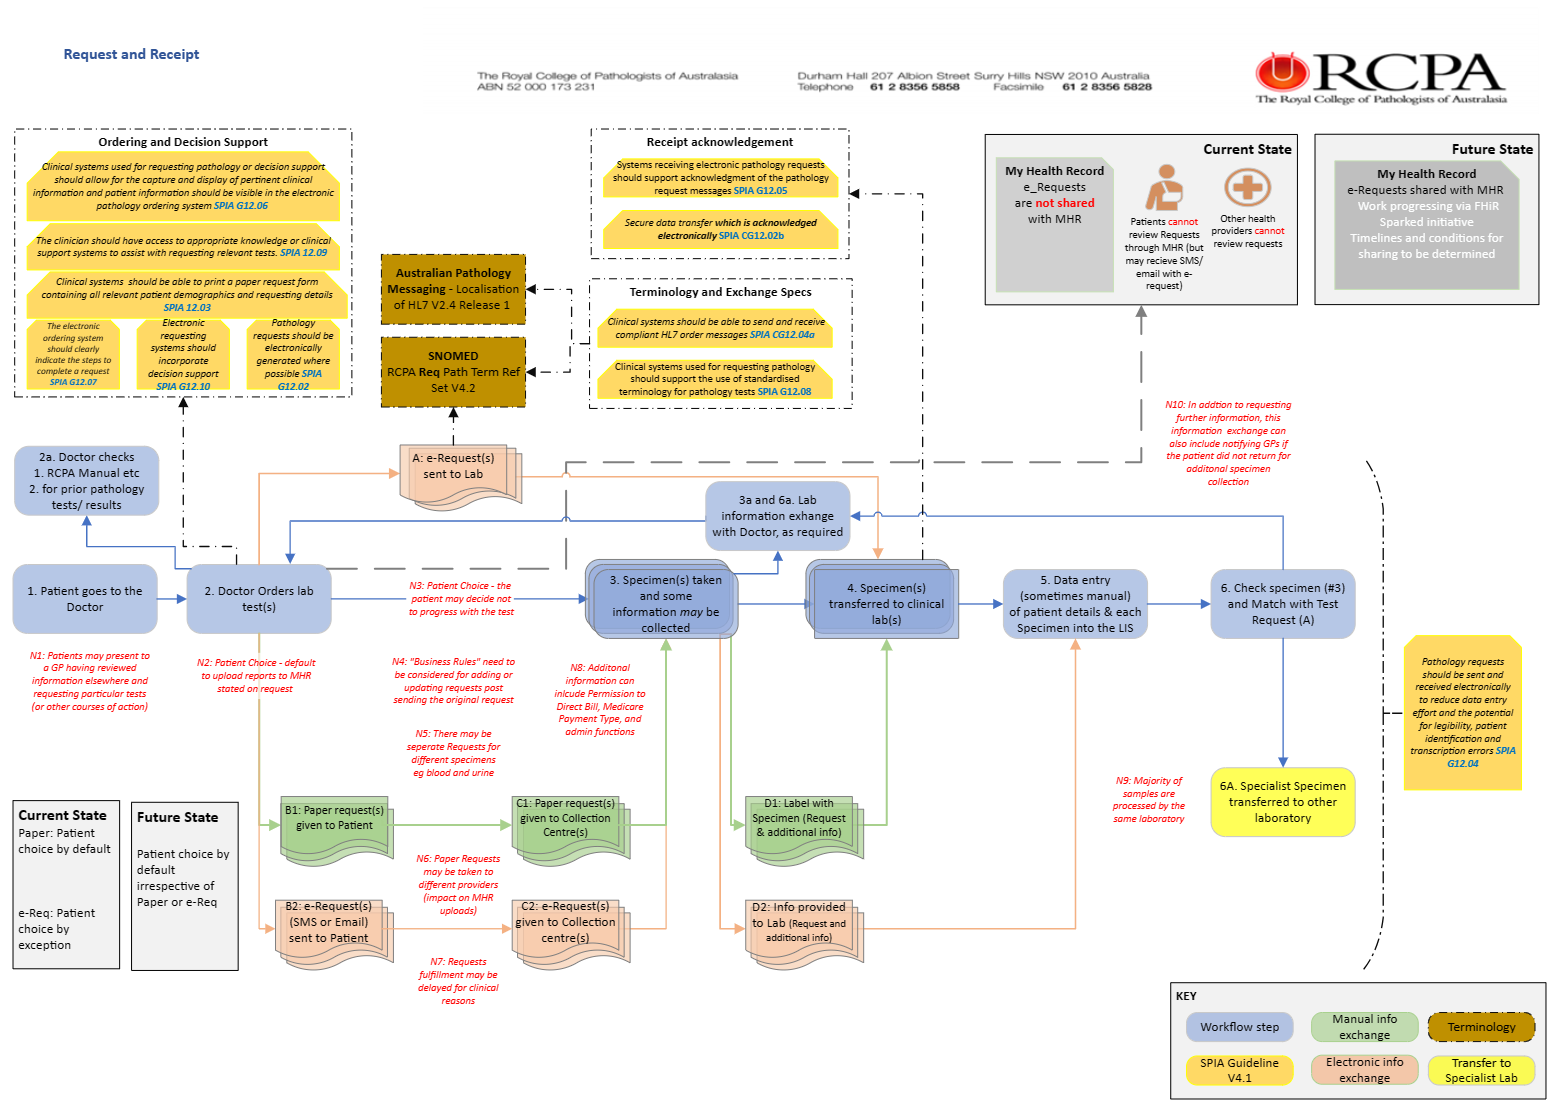 Request and Receipt
The Royal College of Pathologists of Australasia
ABN 52 000 173 231
Durham Hall 207 Albion Street Surry Hills NSW 2010 Australia
Telephone 61 2 8356 5858 Facsimile 61 2 8356 5828
RCPA
The Royal College of Pathologists of Australasia
Ordering and Decision Support
Clinical systems used for requesting pathology or decision support
should allow for the capture and display of pertinent clinical
information and patient information should be visible in the electronic
pathology ordering system SPIA G12.06
The clinician should have access to appropriate knowledge or clinical
support systems to assist with requesting relevant tests. SPIA 12.09
Clinical systems should be able to print a paper request form
containing all relevant patient demographics and requesting details
SPIA 12.03
The electronic
ordering system
should clearly
indicate the steps to
complete a request
SPIA G12.07
Electronic
requesting
systems should
incorporate
decision support
SPIA G12.10
Pathology
requests should be
electronically
generated where
possible SPIA
G12.02
Australian Pathology
Messaging - Localisation
of HL7 V2.4 Release 1
SNOMED
RCPA Req Path Term Ref
Set V4.2
Receipt acknowledgement
Systems receiving electronic pathology requests
should support acknowledgment of the pathology
request messages SPIA G12.05
Secure data transfer which is acknowledged
electronically SPIA CG12.02b
Terminology and Exchange Specs
Clinical systems should be able to send and receive
compliant HL7 order messages SPIA CG12.04a
Clinical systems used for requesting pathology
should support the use of standardised
terminology for pathology tests SPIA G12.08
Current State
My Health Record
e_Requests
are not shared
with MHR
Patients cannot
review Requests
through MHR (but
may recieve SMS/
email with e-
request)
Other health
providers cannot
review requests
Future State
My Health Record
e-Requests shared with MHR
Work progressing via FHiR
Sparked initiative
Timelines and conditions for
sharing to be determined
N10: In addtion to requesting
further information, this
information exchange can
also include notifying GPs if
the patient did not return for
additonal specimen
collection
2a. Doctor checks
1. RCPA Manual etc
2. for prior pathology
tests/ results
A: e-Request(s)
sent to Lab
3a and 6a. Lab
information exhange
with Doctor, as required
1. Patient goes to the
Doctor
2. Doctor Orders lab
test(s)
N3: Patient Choice - the
patient may decide not
to progress with the test
3. Specimen(s) taken
and some
information may be
collected
4. Specimen(s)
transferred to clinical
lab(s)
5. Data entry
(sometimes manual)
of patient details & each
Specimen into the LIS
6. Check specimen (#3)
and Match with Test
Request (A)
N1: Patients may present to
a GP having reviewed
information elsewhere and
requesting particular tests
(or other courses of action)
N2: Patient Choice - default
to upload reports to MHR
stated on request
N4: "Business Rules" need to
be considered for adding or
updating requests post
sending the original request
N5: There may be
seperate Requests for
different specimens
eg blood and urine
N8: Additonal
information can
inlcude Permission to
Direct Bill, Medicare
Payment Type, and
admin functions
Pathology requests
should be sent and
received electronically
to reduce data entry
effort and the potential
for legibility, patient
identification and
transcription errors SPIA
G12.04
N9: Majority of
samples are
processed by the
same laboratory
6A. Specialist Specimen
transferred to other
laboratory
Current State
Paper: Patient
choice by default
e-Req: Patient
choice by
exception
Future State
Patient choice by
default
irrespective of
Paper or e-Req
B1: Paper request(s)
given to Patient
C1: Paper request(s)
given to Collection
Centre(s)
D1: Label with
Specimen (Request
& additional info)
N6: Paper Requests
may be taken to
different providers
(impact on MHR
uploads)
B2: e-Request(s)
(SMS or Email)
sent to Patient
C2: e-Request(s)
given to Collection
centre(s)
D2: Info provided
to Lab (Request and
additional info)
N7: Requests
fulfillment may be
delayed for clinical
reasons
KEY
Workflow step
Manual info
exchange
Terminology
SPIA Guideline
V4.1
Electronic info
exchange
Transfer to
Specialist Lab